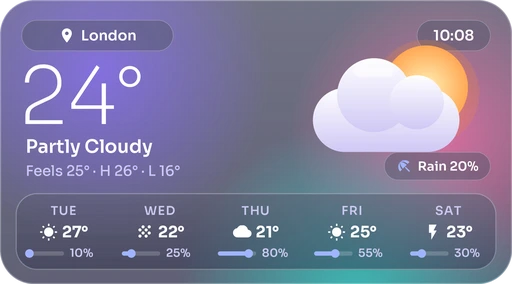 London
10:08
24°
Partly Cloudy
Feels 25° · H 26° · L 16°
Rain 20%
TUE WED THU FRI SAT
27° 22° 21° 25° 23°
10% 25% 80% 55% 30%